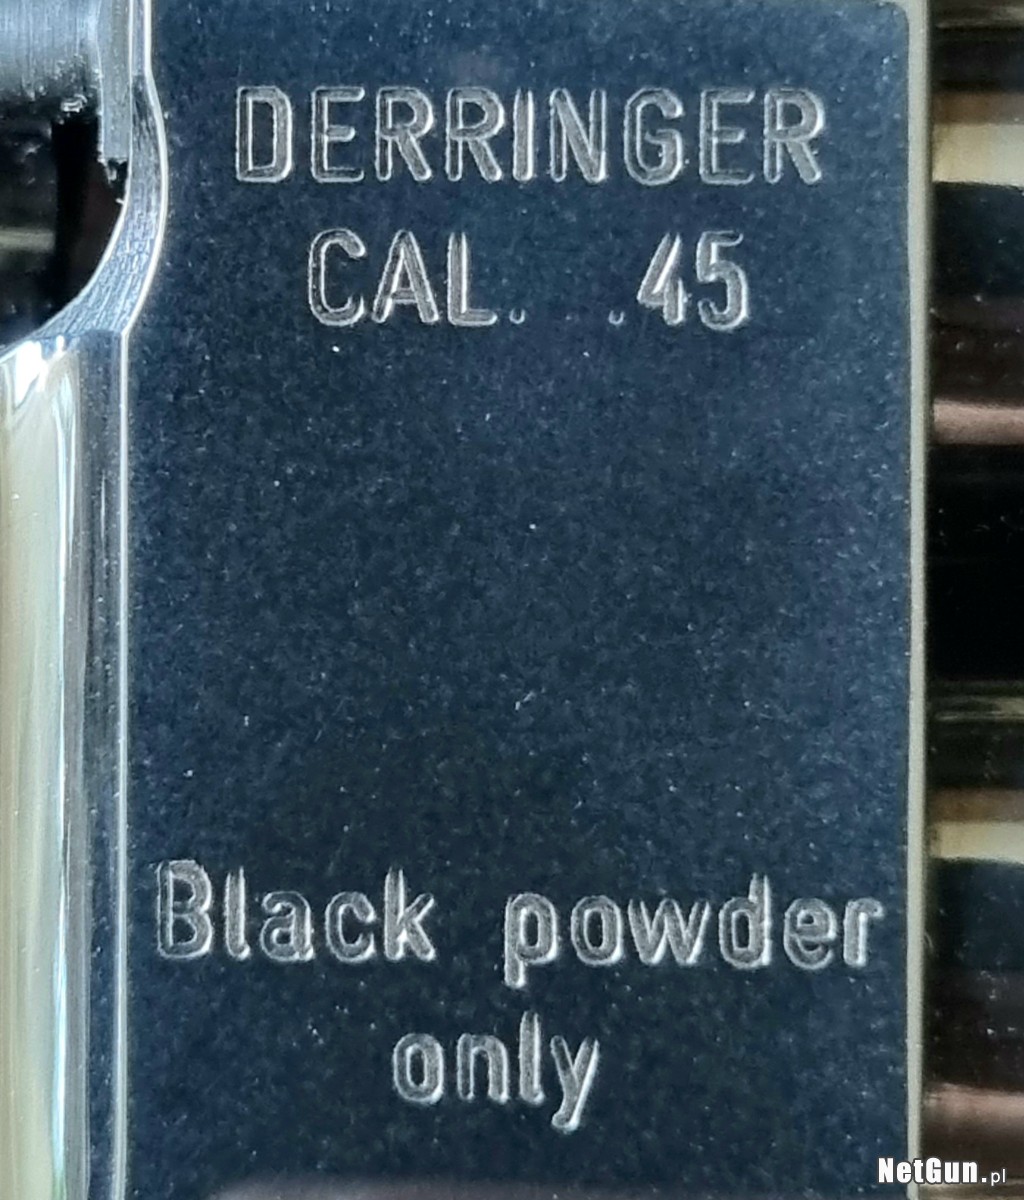 DERRINGER
CAL. .45
Black powder
only
NetGun.pl